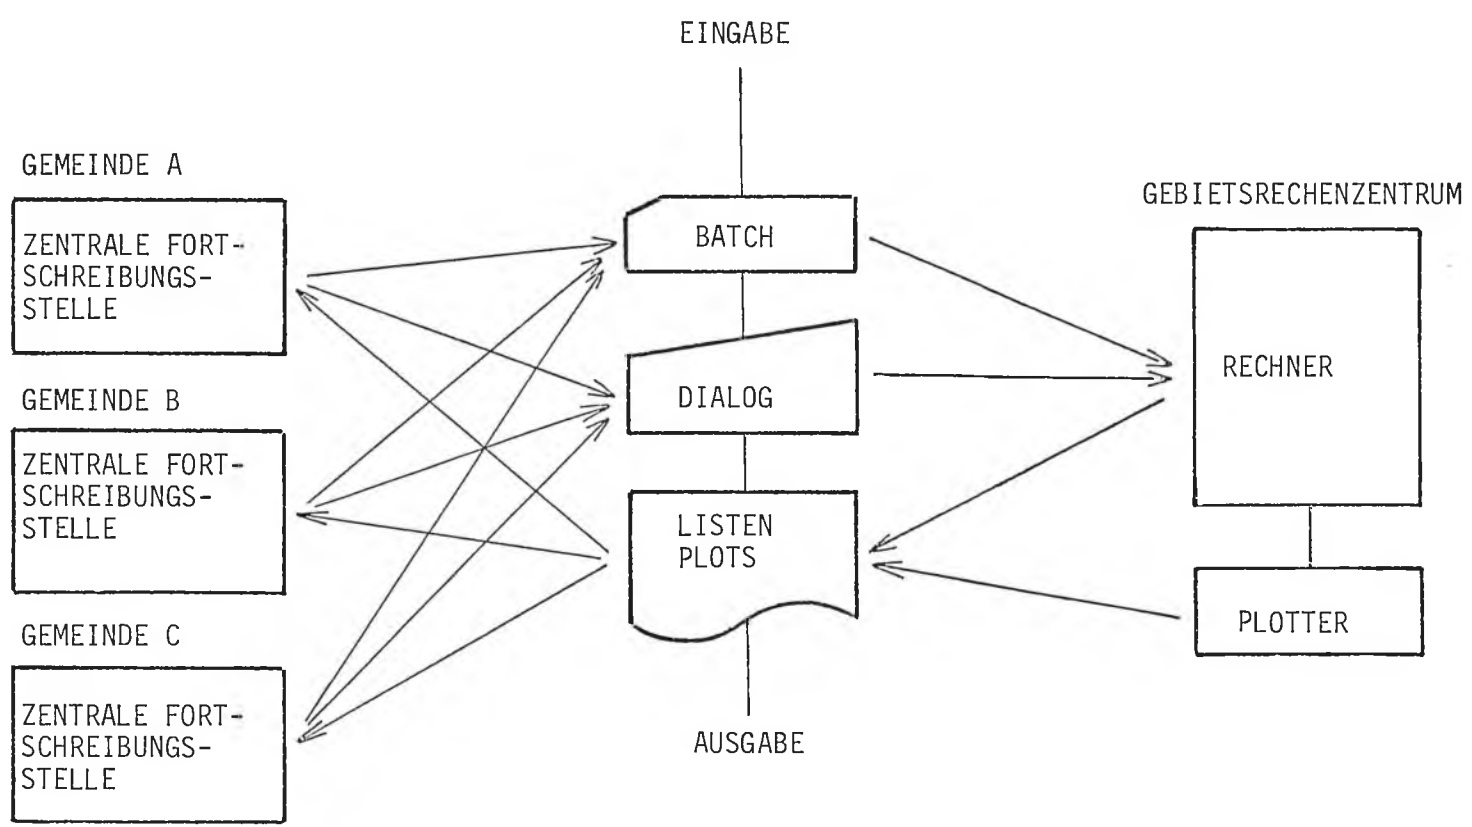 EINGABE
GEMEINDE A
ZENTRALE FORT-
SCHREIBUNGS-
STELLE
GEMEINDE B
ZENTRALE FORT-
SCHREIBUNGS-
STELLE
GEMEINDE C
ZENTRALE FORT-
SCHREIBUNGS-
STELLE
BATCH
DIALOG
LISTEN
PLOTS
AUSGABE
GEBIETSRECHENZENTRUM
RECHNER
PLOTTER